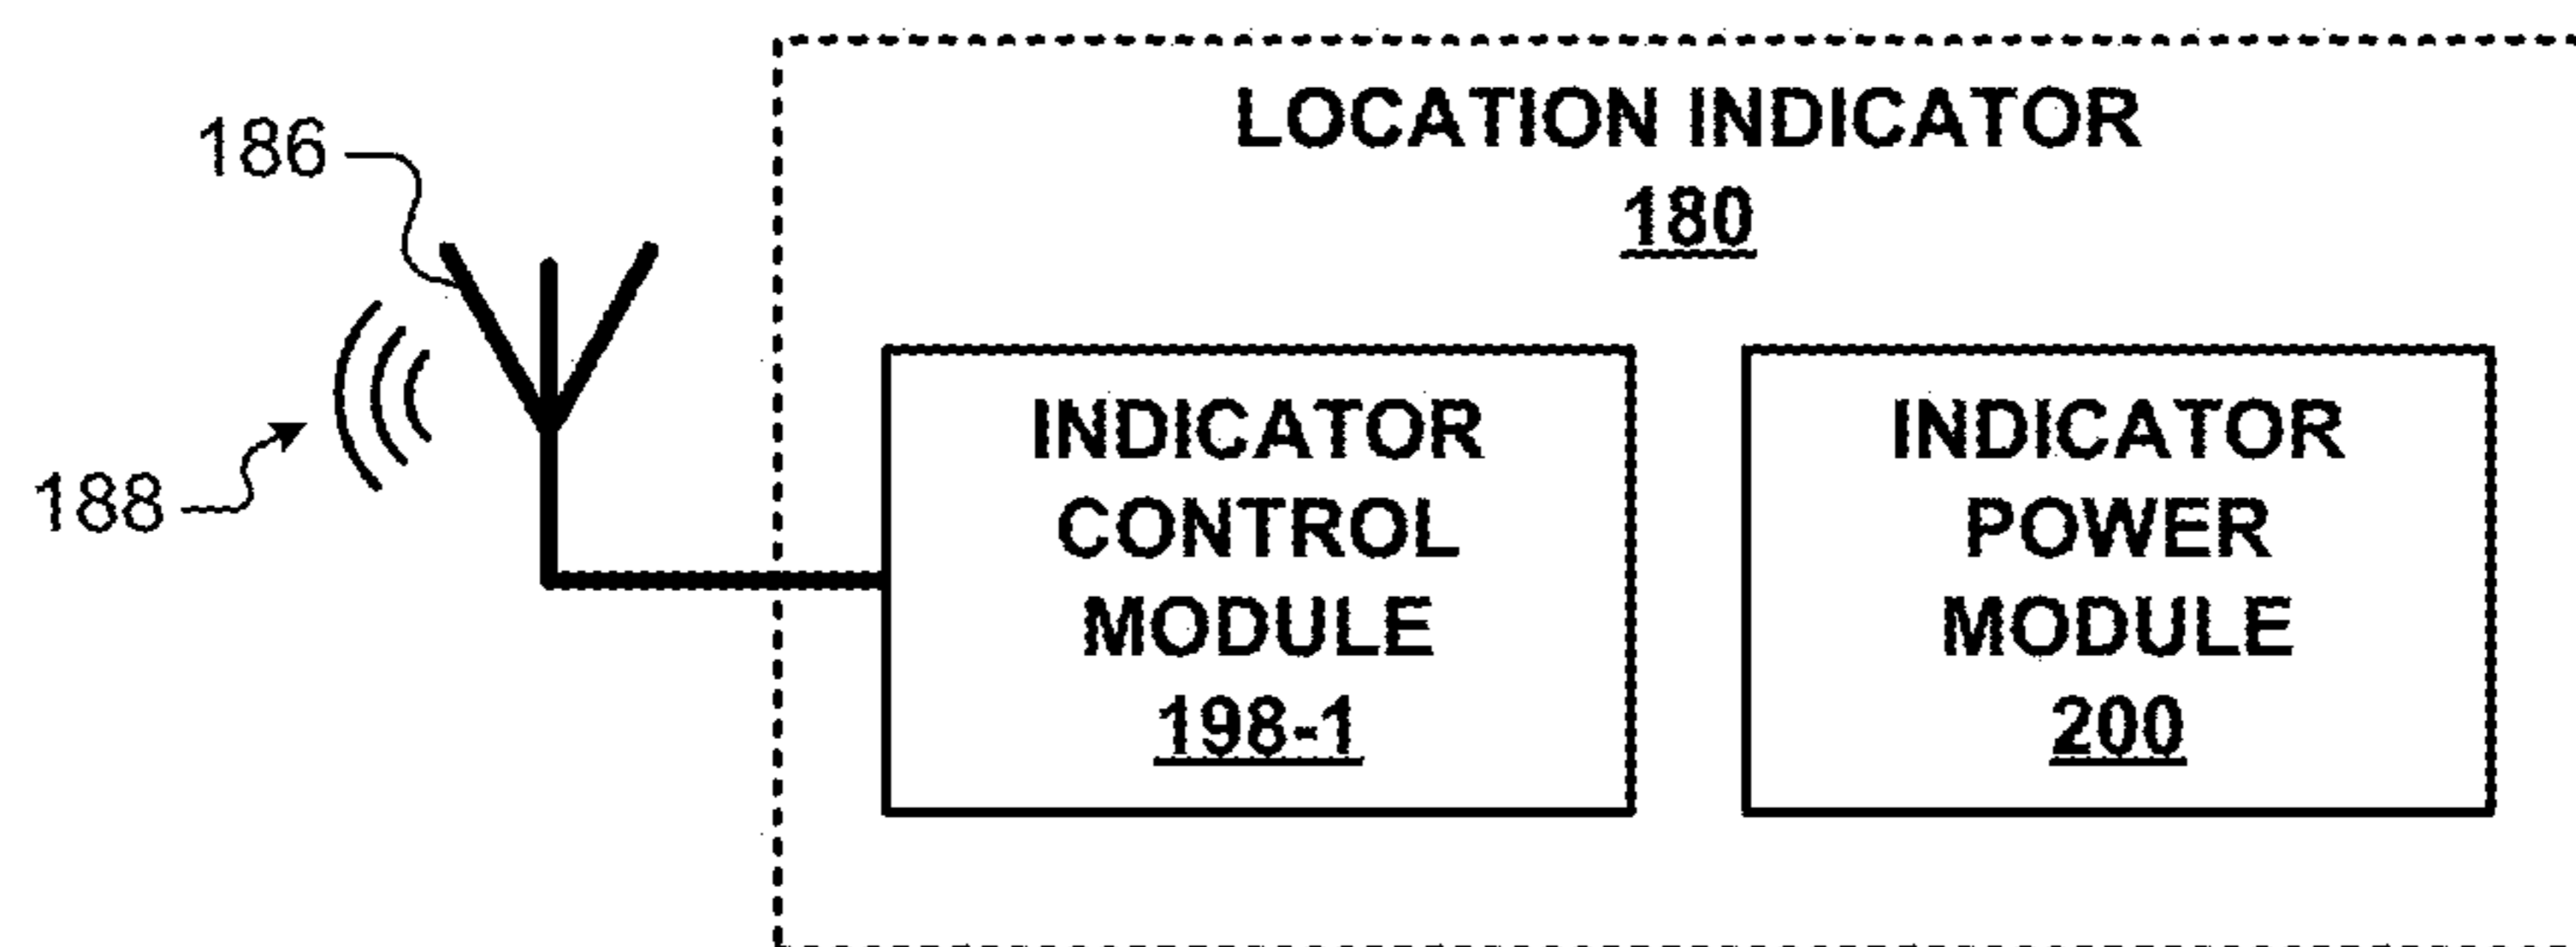 LOCATION INDICATOR
180
186
188
INDICATOR
CONTROL
MODULE
198-1
INDICATOR
POWER
MODULE
200